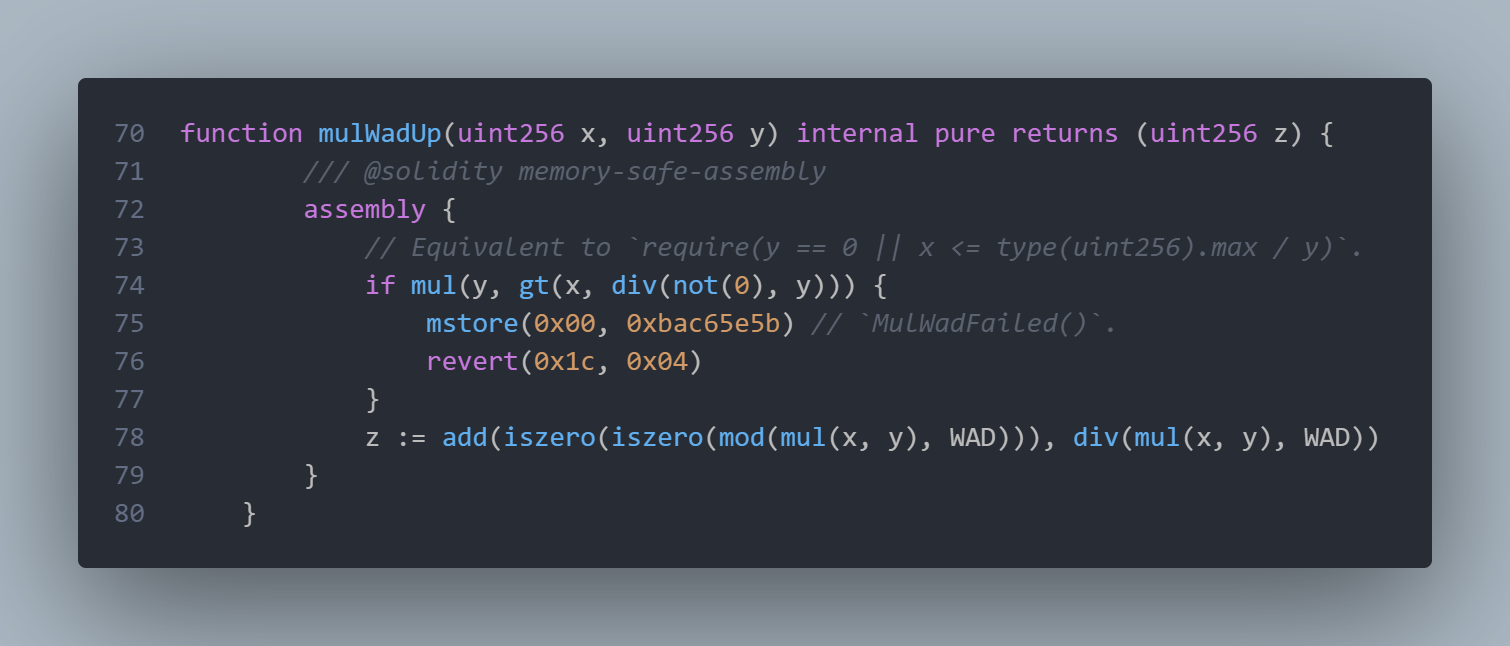 70 function mulWadUp(uint256 x, uint256 y) internal pure returns (uint256 z) {
71 /// @solidity memory-safe-assembly
72 assembly {
73 // Equivalent to `require(y == 0 || x <= type(uint256).max / y)`.
74 if mul(y, gt(x, div(not(0), y))) {
75 mstore(0x00, 0xbac65e5b) // `MulWadFailed()`.
76 revert(0x1c, 0x04)
77 }
78 z := add(iszero(iszero(mod(mul(x, y), WAD))), div(mul(x, y), WAD))
79 }
80 }